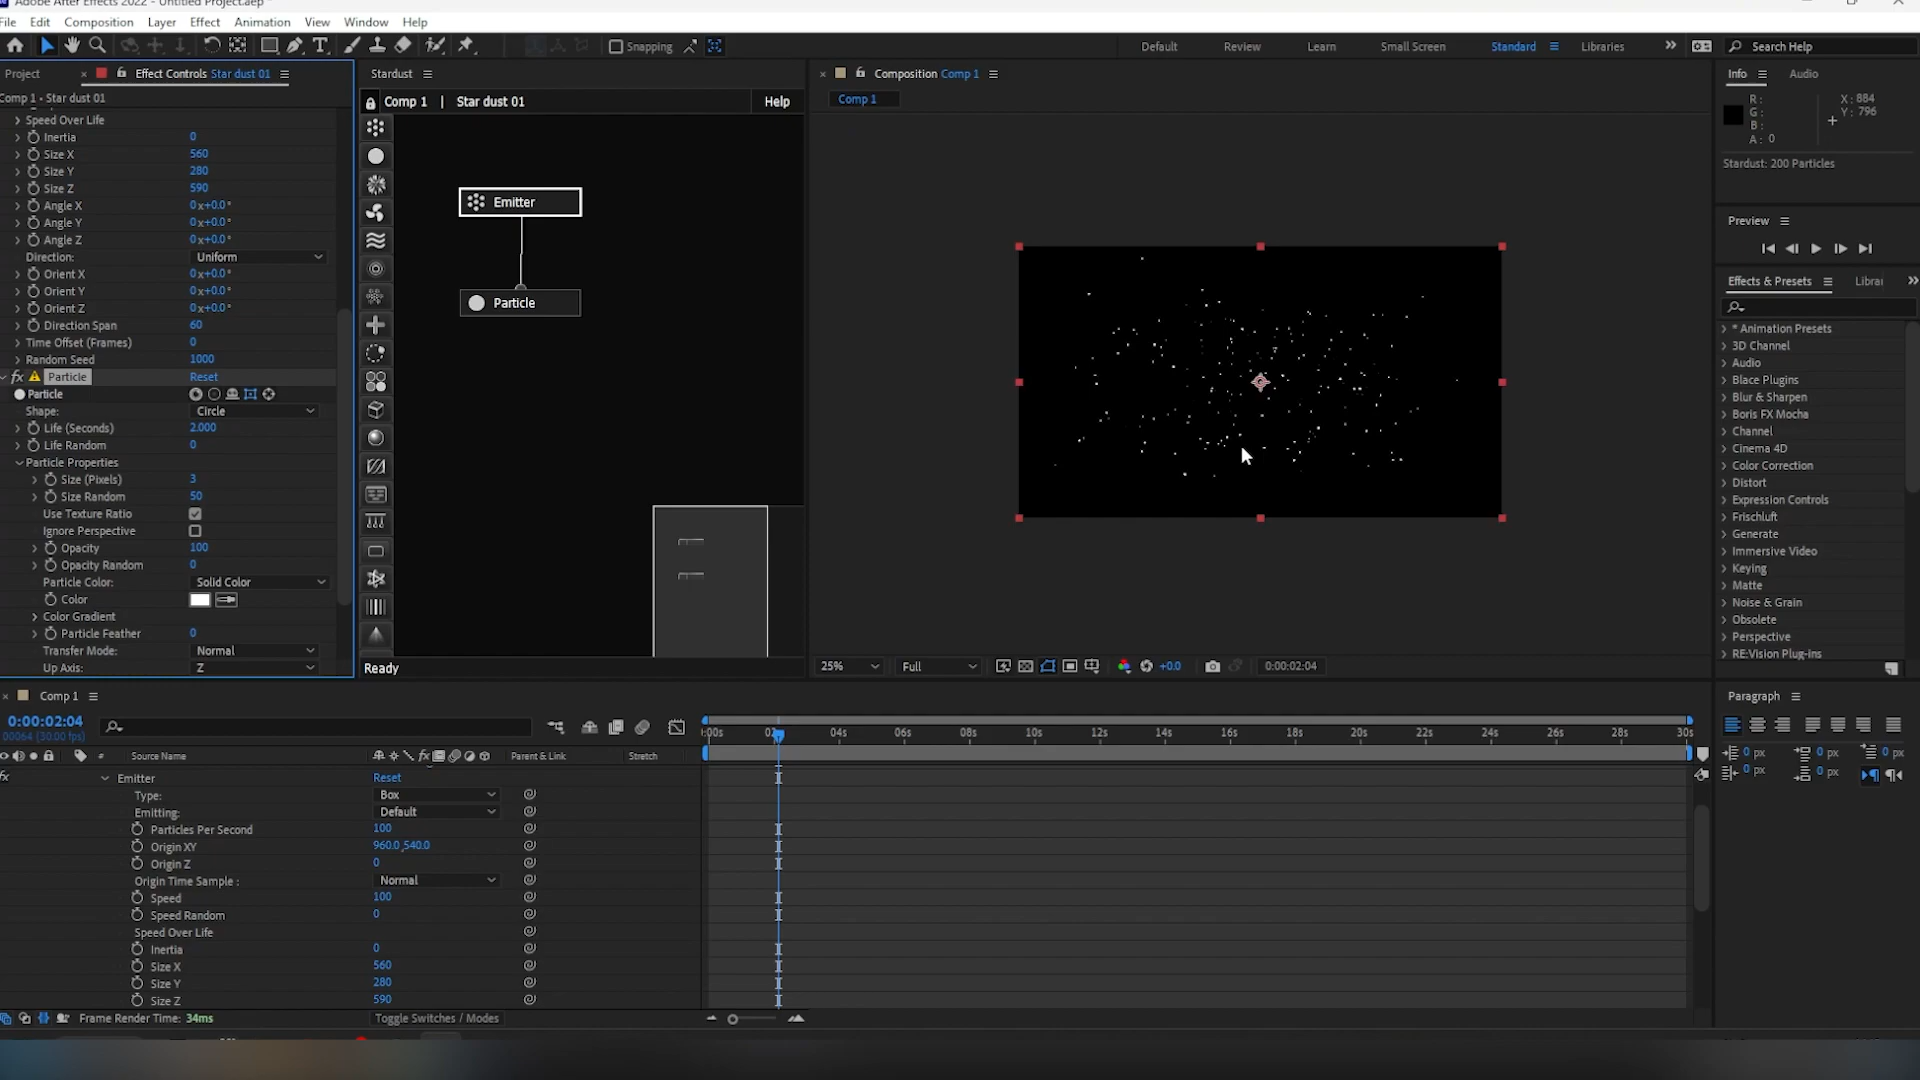 Adobe After Effects 2022 - Untitled Project.aep *
File Edit Composition Layer Effect Animation View Window Help
Snapping
Default Review Learn Small Screen Standard Libraries Search Help
Project Effect Controls Star dust 01
Comp 1 - Star dust 01
Speed Over Life
Inertia 0
Size X 560
Size Y 280
Size Z 590
Angle X 0x+0.0°
Angle Y 0x+0.0°
Angle Z 0x+0.0°
Direction: Uniform
Orient X 0x+0.0°
Orient Y 0x+0.0°
Orient Z 0x+0.0°
Direction Span 60
Time Offset (Frames) 0
Random Seed 1000
fx Particle Reset
Particle
Shape: Circle
Life (Seconds) 2.000
Life Random 0
Particle Properties
Size (Pixels) 3
Size Random 50
Use Texture Ratio
Ignore Perspective
Opacity 100
Opacity Random 0
Particle Color: Solid Color
Color
Color Gradient
Particle Feather 0
Transfer Mode: Normal
Up Axis: Z
Stardust
Comp 1 | Star dust 01 Help
Emitter
Particle
Ready
Composition Comp 1
Comp 1
25% Full +0.0 0:00:02:04
Info Audio
R: X: 884
G: Y: 796
B:
A: 0
Stardust: 200 Particles
Preview
Effects & Presets Librai
* Animation Presets
3D Channel
Audio
Blace Plugins
Blur & Sharpen
Boris FX Mocha
Channel
Cinema 4D
Color Correction
Distort
Expression Controls
Frischluft
Generate
Immersive Video
Keying
Matte
Noise & Grain
Obsolete
Perspective
RE:Vision Plug-ins
Paragraph
0 px 0 px 0 px
0 px 0 px
Comp 1
0:00:02:04
00064 (30.00 fps)
:00s 04s 06s 08s 10s 12s 14s 16s 18s 20s 22s 24s 26s 28s 30s
# Source Name fx Parent & Link Stretch
fx Emitter Reset
Type: Box
Emitting: Default
Particles Per Second 100
Origin XY 960.0,540.0
Origin Z 0
Origin Time Sample : Normal
Speed 100
Speed Random 0
Speed Over Life
Inertia 0
Size X 560
Size Y 280
Size Z 590
Frame Render Time: 34ms Toggle Switches / Modes